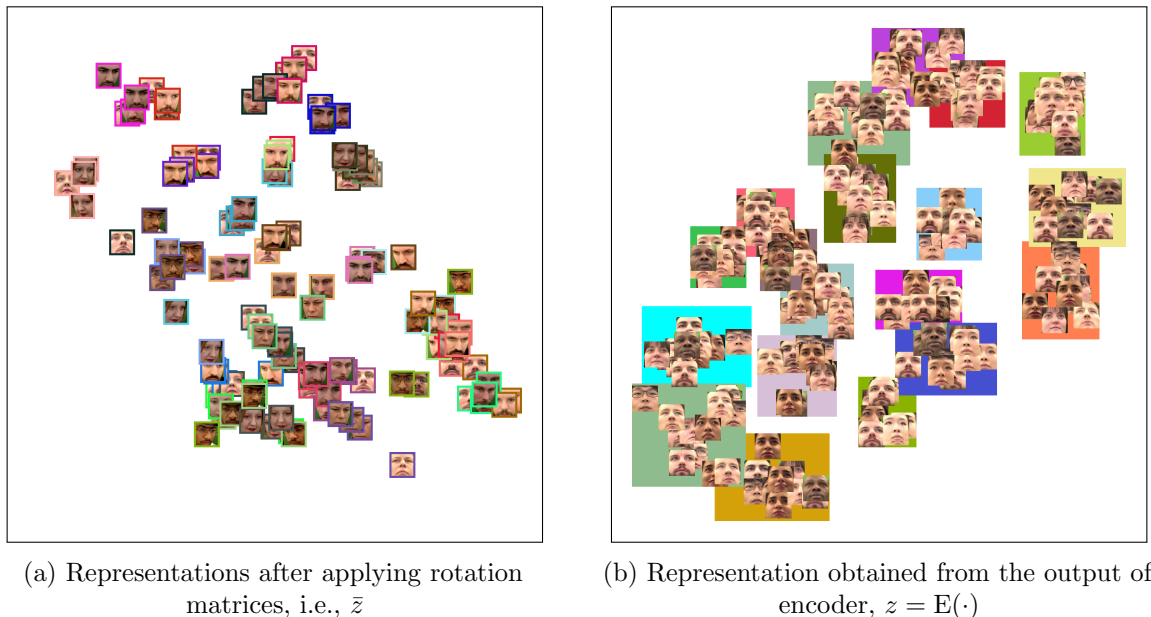 (a) Representations after applying rotation
matrices, i.e., z̄
(b) Representation obtained from the output of
encoder, z = E(·)